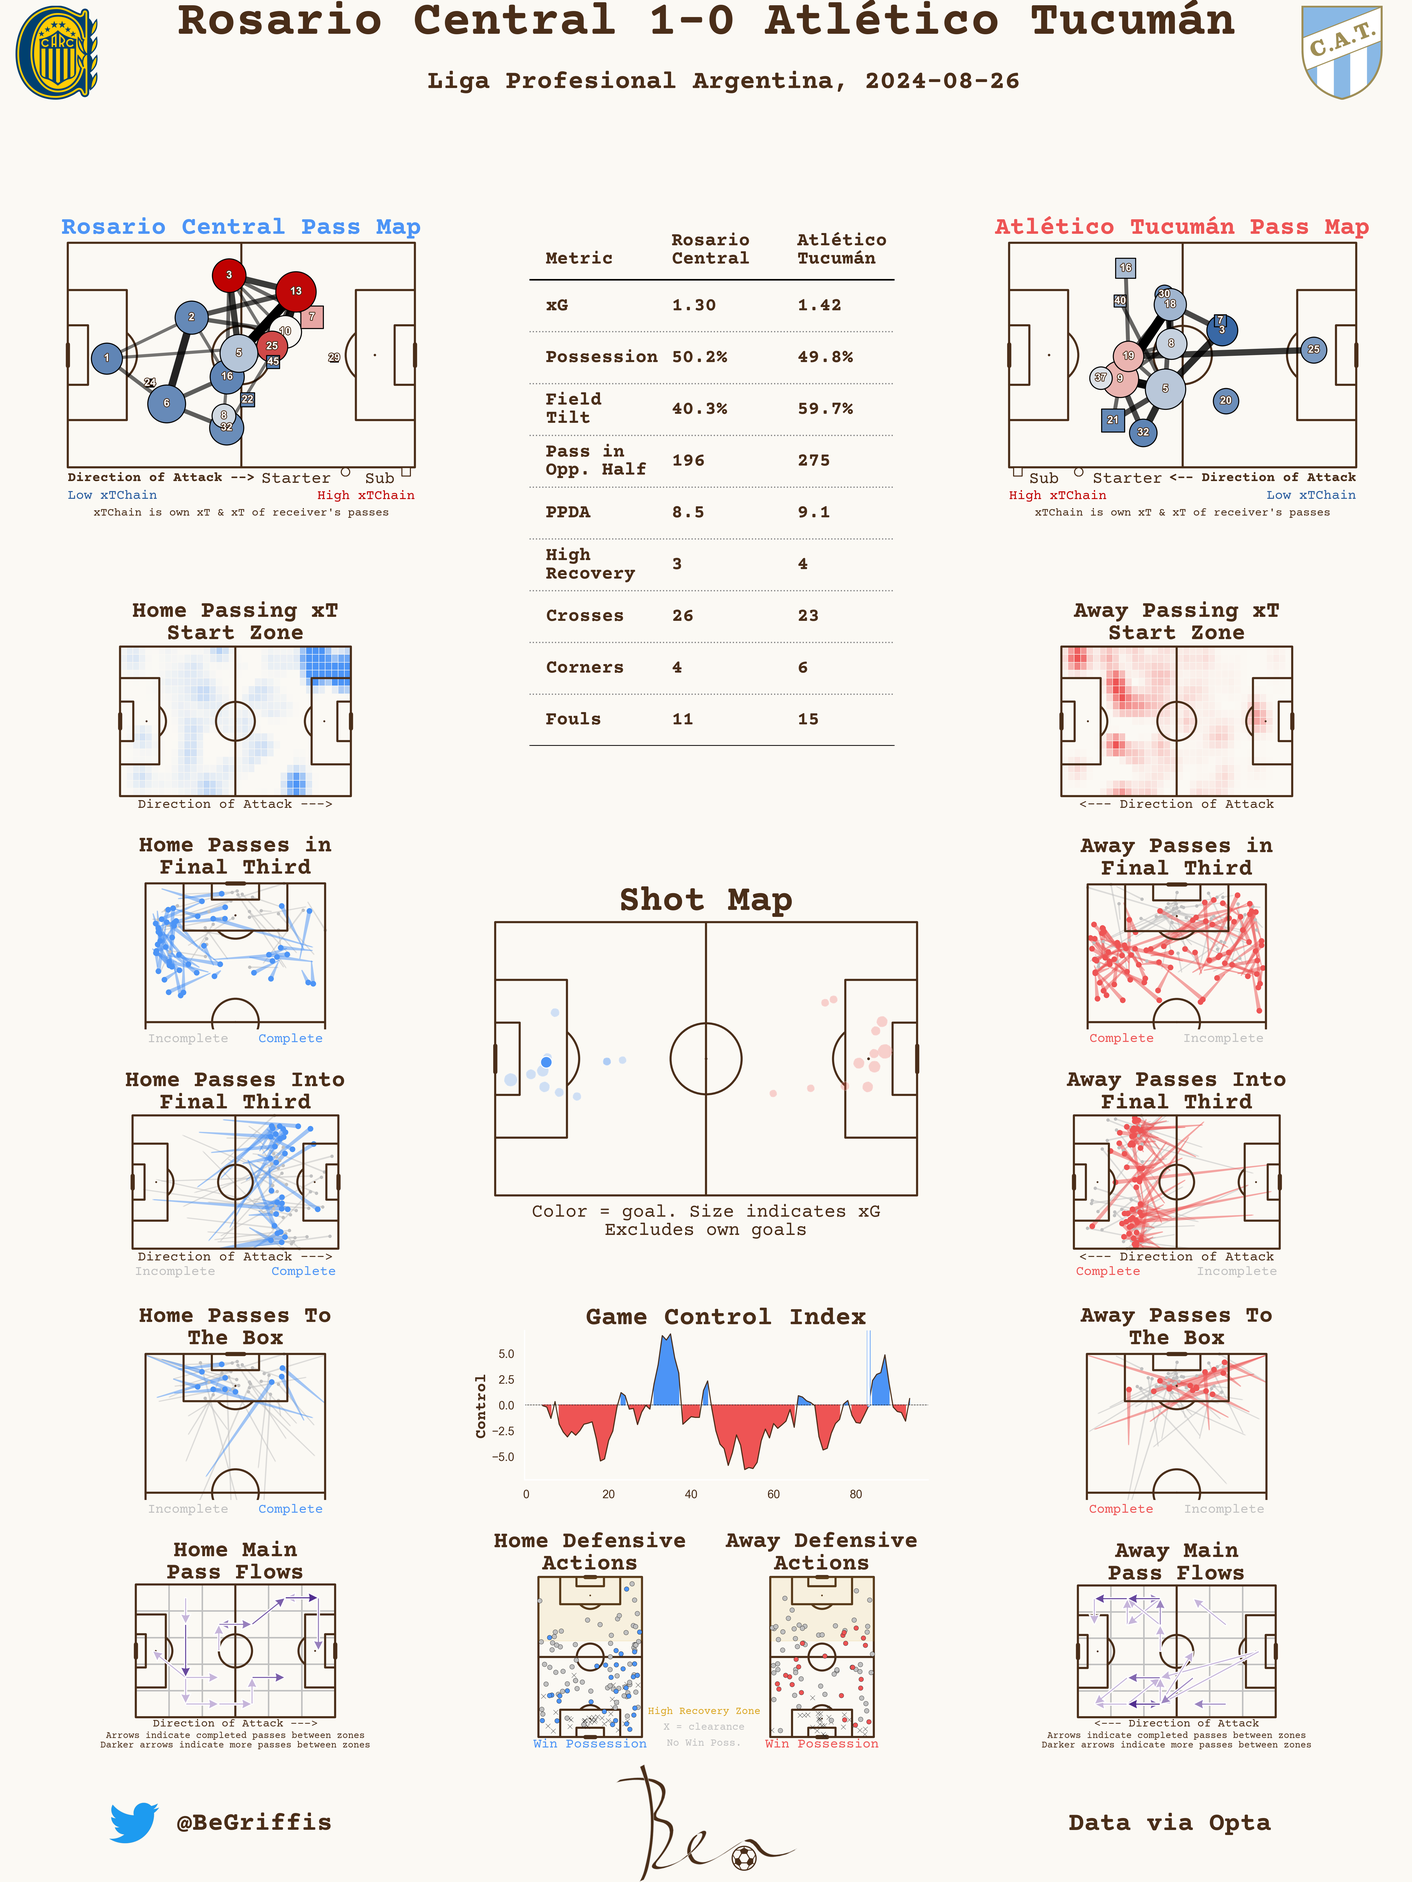 Rosario Central 1-0 Atlético Tucumán
Liga Profesional Argentina, 2024-08-26
CARC
C.A.T.
Rosario Central Pass Map
3
13
2
7
10
5
25
1
45
29
16
24
6
22
8
32
Direction of Attack --> Starter Sub
Low xTChain High xTChain
xTChain is own xT & xT of receiver's passes
Metric Rosario Central Atlético Tucumán
xG 1.30 1.42
Possession 50.2% 49.8%
Field Tilt 40.3% 59.7%
Pass in Opp. Half 196 275
PPDA 8.5 9.1
High Recovery 3 4
Crosses 26 23
Corners 4 6
Fouls 11 15
Atlético Tucumán Pass Map
16
30
40
18
7
3
8
19
25
37
9
5
20
21
32
Sub Starter <-- Direction of Attack
High xTChain Low xTChain
xTChain is own xT & xT of receiver's passes
Home Passing xT
Start Zone
Direction of Attack --->
Away Passing xT
Start Zone
<--- Direction of Attack
Home Passes in
Final Third
Incomplete Complete
Away Passes in
Final Third
Complete Incomplete
Shot Map
Color = goal. Size indicates xG
Excludes own goals
Home Passes Into
Final Third
Direction of Attack --->
Incomplete Complete
Away Passes Into
Final Third
<--- Direction of Attack
Complete Incomplete
Home Passes To
The Box
Incomplete Complete
Game Control Index
Control
5.0
2.5
0.0
−2.5
−5.0
0 20 40 60 80
Away Passes To
The Box
Complete Incomplete
Home Main
Pass Flows
Direction of Attack --->
Arrows indicate completed passes between zones
Darker arrows indicate more passes between zones
Home Defensive
Actions
Win Possession
Away Defensive
Actions
Win Possession
High Recovery Zone
X = clearance
No Win Poss.
Away Main
Pass Flows
<--- Direction of Attack
Arrows indicate completed passes between zones
Darker arrows indicate more passes between zones
@BeGriffis
Ben
Data via Opta